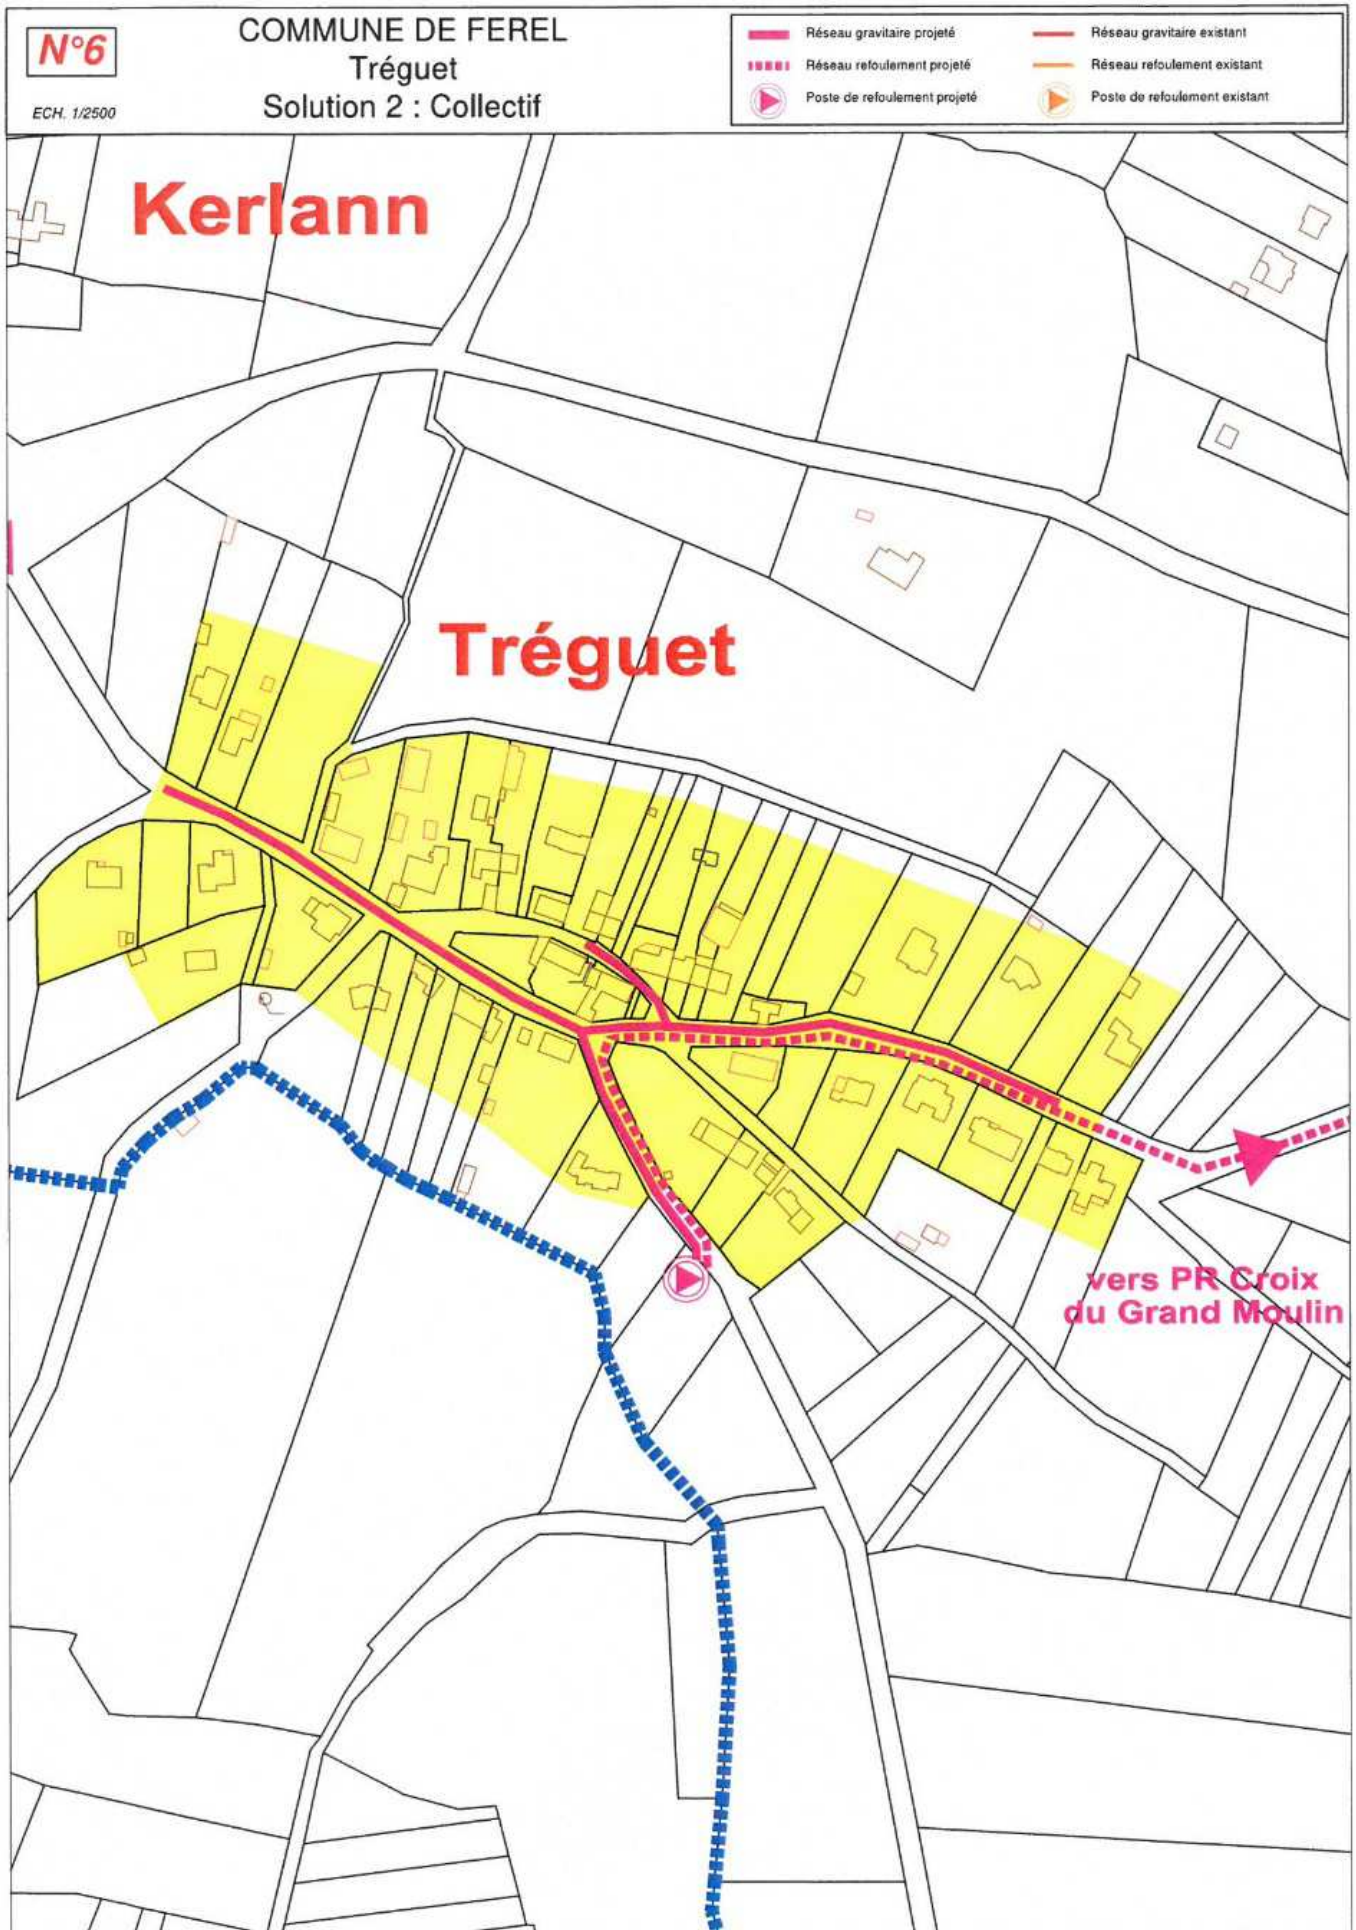 N°6
ECH. 1/2500
COMMUNE DE FEREL
Tréguet
Solution 2 : Collectif
Réseau gravitaire projeté
Réseau refoulement projeté
Poste de refoulement projeté
Réseau gravitaire existant
Réseau refoulement existant
Poste de refoulement existant
Kerlann
Tréguet
vers PR Croix
du Grand Moulin